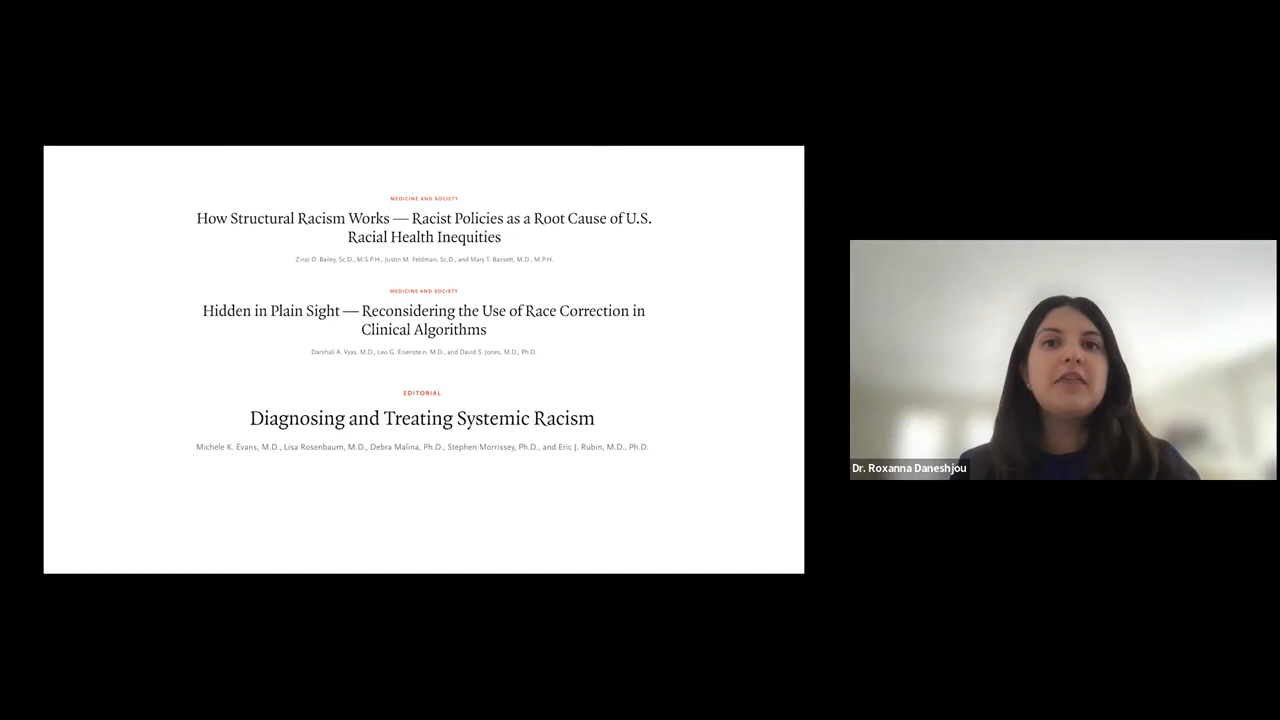 MEDICINE AND SOCIETY
How Structural Racism Works — Racist Policies as a Root Cause of U.S.
Racial Health Inequities
Zinzi D. Bailey, Sc.D., M.S.P.H., Justin M. Feldman, Sc.D., and Mary T. Bassett, M.D., M.P.H.
MEDICINE AND SOCIETY
Hidden in Plain Sight — Reconsidering the Use of Race Correction in
Clinical Algorithms
Darshali A. Vyas, M.D., Leo G. Eisenstein, M.D., and David S. Jones, M.D., Ph.D.
EDITORIAL
Diagnosing and Treating Systemic Racism
Michele K. Evans, M.D., Lisa Rosenbaum, M.D., Debra Malina, Ph.D., Stephen Morrissey, Ph.D., and Eric J. Rubin, M.D., Ph.D.
Dr. Roxanna Daneshjou